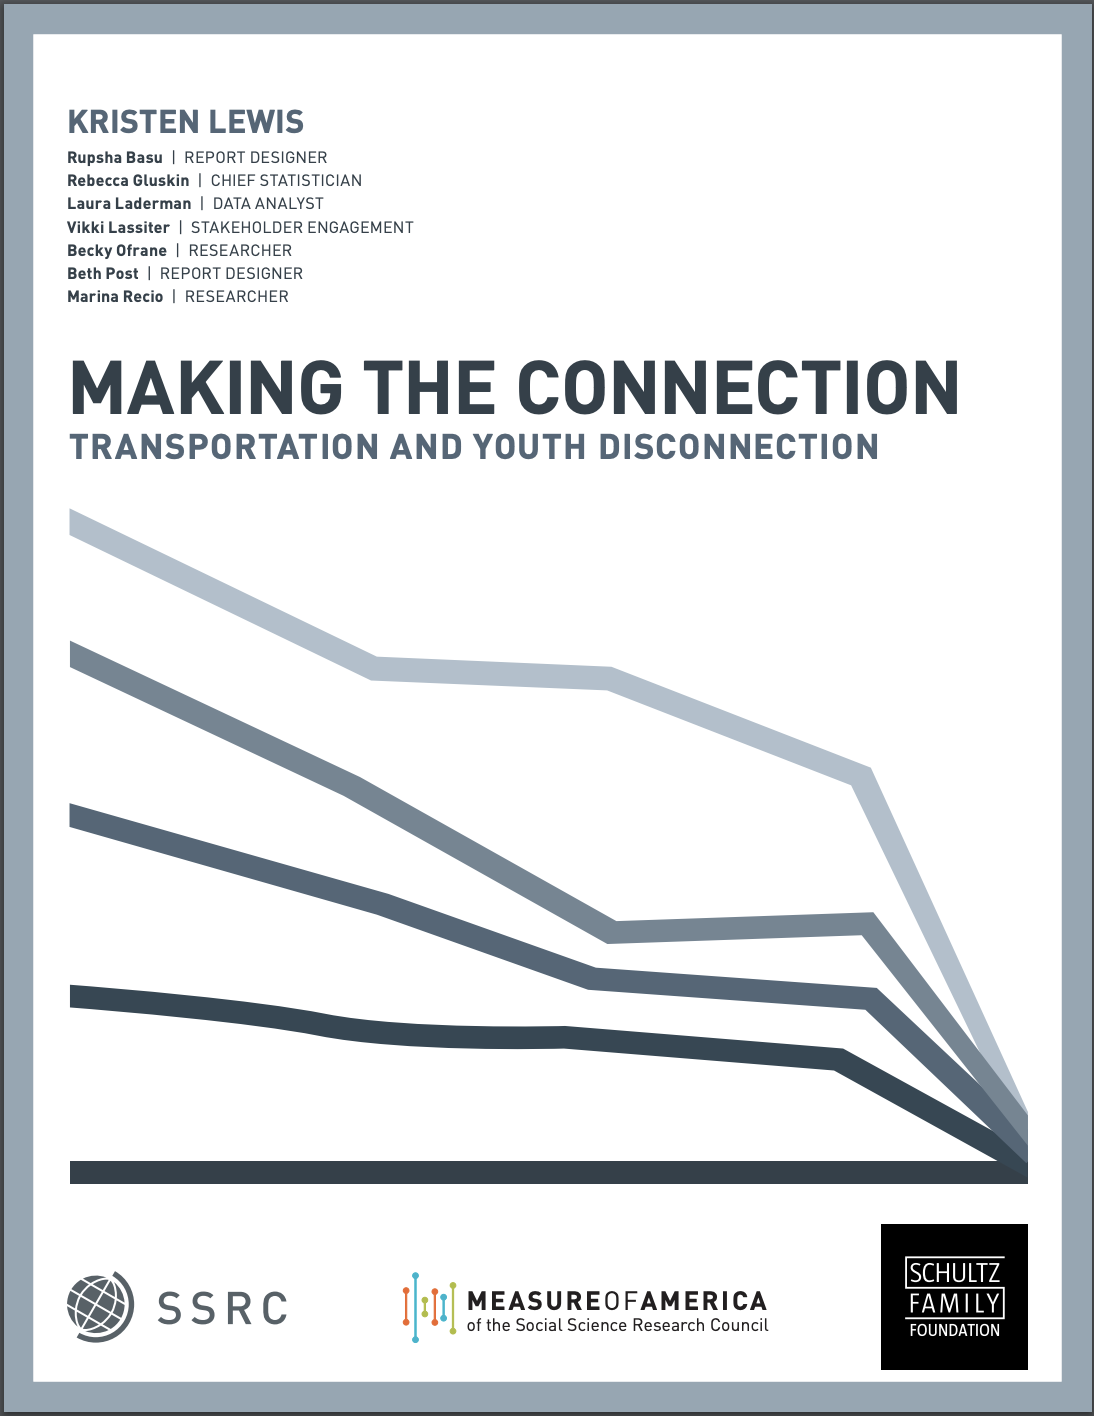 KRISTEN LEWIS
Rupsha Basu | REPORT DESIGNER
Rebecca Gluskin | CHIEF STATISTICIAN
Laura Laderman | DATA ANALYST
Vikki Lassiter | STAKEHOLDER ENGAGEMENT
Becky Ofrane | RESEARCHER
Beth Post | REPORT DESIGNER
Marina Recio | RESEARCHER
MAKING THE CONNECTION
TRANSPORTATION AND YOUTH DISCONNECTION
SSRC
MEASUREOFAMERICA
of the Social Science Research Council
SCHULTZ
FAMILY
FOUNDATION